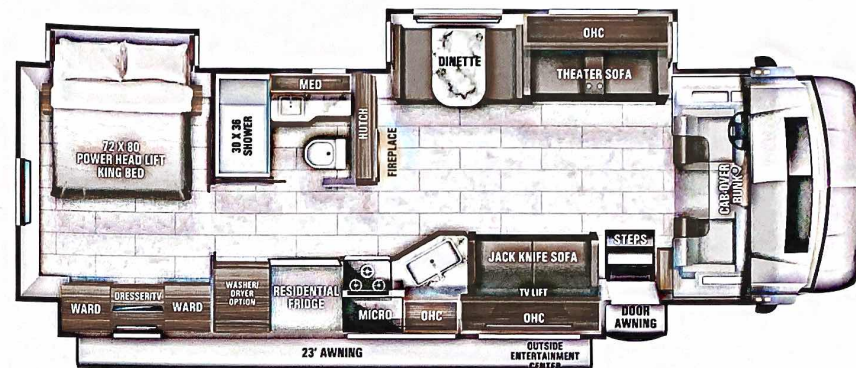 OHC
DINETTE
THEATER SOFA
MED
30 X 36
SHOWER
HUTCH
FIREPLACE
72 X 80
POWER HEAD LIFT
KING BED
CAB-OVER
BUNK
STEPS
JACK KNIFE SOFA
TV LIFT
WASHER/
DRYER
OPTION
RESIDENTIAL
FRIDGE
WARD
DRESSER/TV
WARD
MICRO
OHC
OHC
DOOR
AWNING
23' AWNING
OUTSIDE
ENTERTAINMENT
CENTER